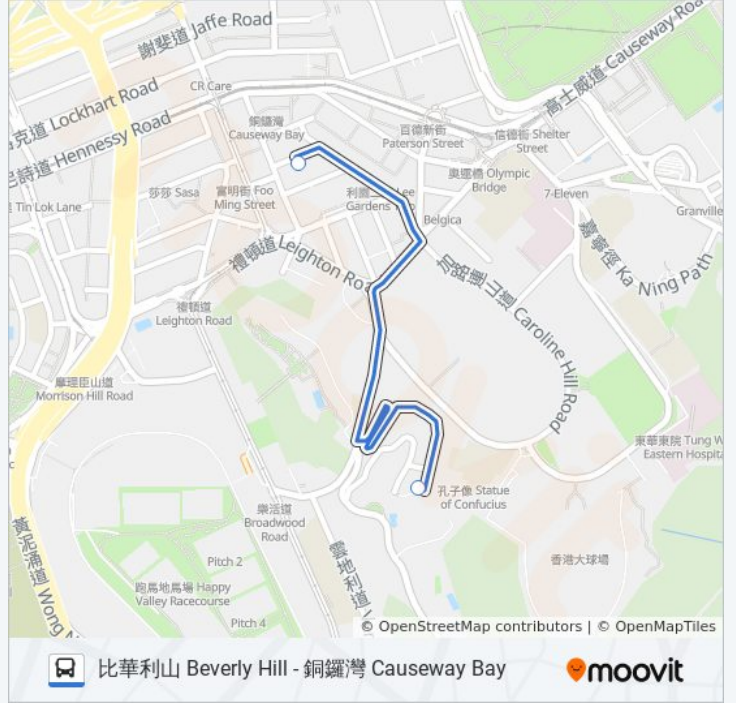 謝斐道 Jaffe Road
高士威道 Causeway Roa
CR Care
克道 Lockhart Road
銅鑼灣
Causeway Bay
百德新街
Paterson Street
信德街 Shelter
Street
詩道 Hennessy Road
奧運橋 Olympic
Bridge
莎莎 Sasa
富明街 Foo
Ming Street
Lee
Gardens
7-Eleven
Tin Lok Lane
Belgica
Granville
嘉寧徑 Ka Ning Path
禮頓道 Leighton Roa
加路連山道 Caroline Hill Road
禮頓道
Leighton Road
摩理臣山道
Morrison Hill Road
東華東院 Tung W
Eastern Hospita
孔子像 Statue
of Confucius
樂活道
Broadwood
Road
黃泥涌道 Wong N
雲地利道
Pitch 2
香港大球場
跑馬地馬場 Happy
Valley Racecourse
Pitch 4
© OpenStreetMap contributors | © OpenMapTiles
比華利山 Beverly Hill - 銅鑼灣 Causeway Bay
moovit